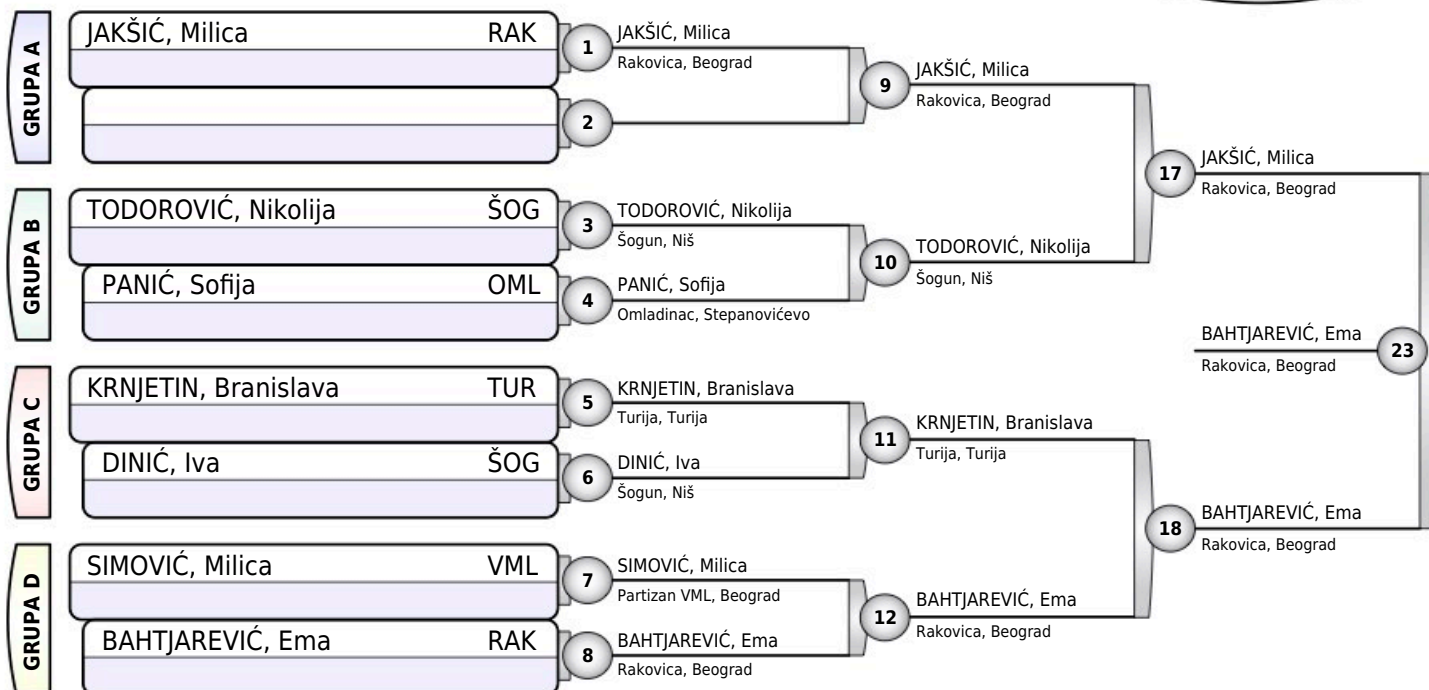 GRUPA A
JAKŠIĆ, Milica RAK
1
2
JAKŠIĆ, Milica
Rakovica, Beograd
9
JAKŠIĆ, Milica
Rakovica, Beograd
GRUPA B
TODOROVIĆ, Nikolija ŠOG
PANIĆ, Sofija OML
3
TODOROVIĆ, Nikolija
Šogun, Niš
4
PANIĆ, Sofija
Omladinac, Stepanovićevo
10
TODOROVIĆ, Nikolija
Šogun, Niš
17
JAKŠIĆ, Milica
Rakovica, Beograd
GRUPA C
KRNJETIN, Branislava TUR
DINIĆ, Iva ŠOG
5
KRNJETIN, Branislava
Turija, Turija
6
DINIĆ, Iva
Šogun, Niš
11
KRNJETIN, Branislava
Turija, Turija
GRUPA D
SIMOVIĆ, Milica VML
BAHTJAREVIĆ, Ema RAK
7
SIMOVIĆ, Milica
Partizan VML, Beograd
8
BAHTJAREVIĆ, Ema
Rakovica, Beograd
12
BAHTJAREVIĆ, Ema
Rakovica, Beograd
18
BAHTJAREVIĆ, Ema
Rakovica, Beograd
BAHTJAREVIĆ, Ema
Rakovica, Beograd
23